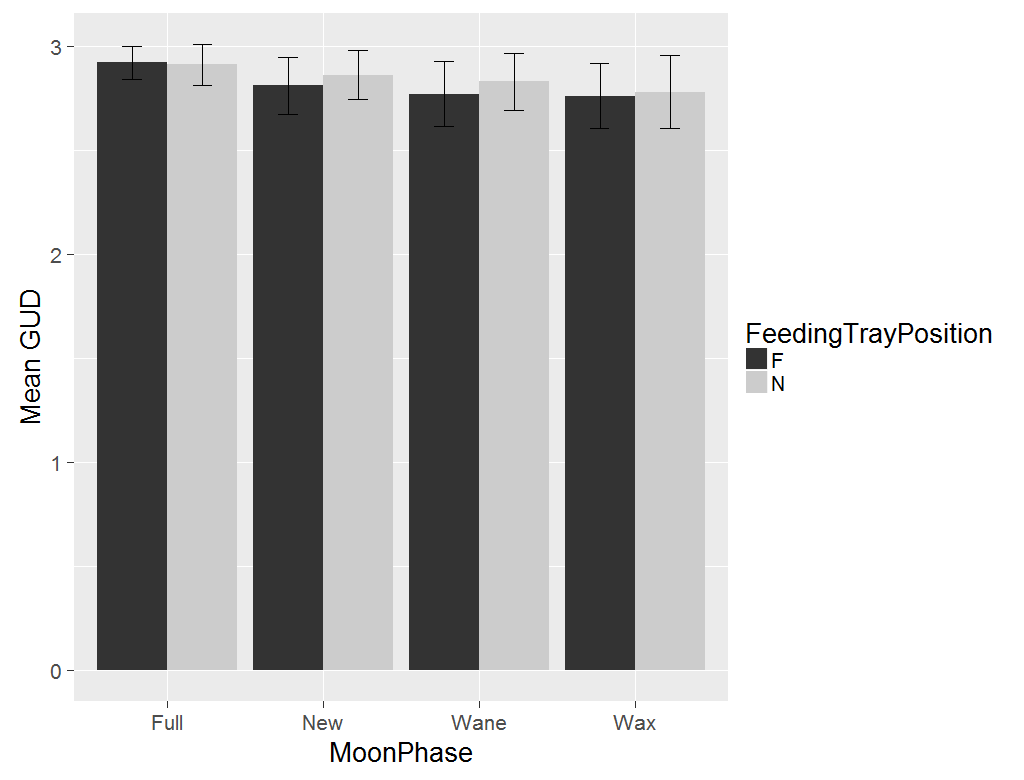 3
2
1
0
Mean GUD
Full New Wane Wax
MoonPhase
FeedingTrayPosition
F
N